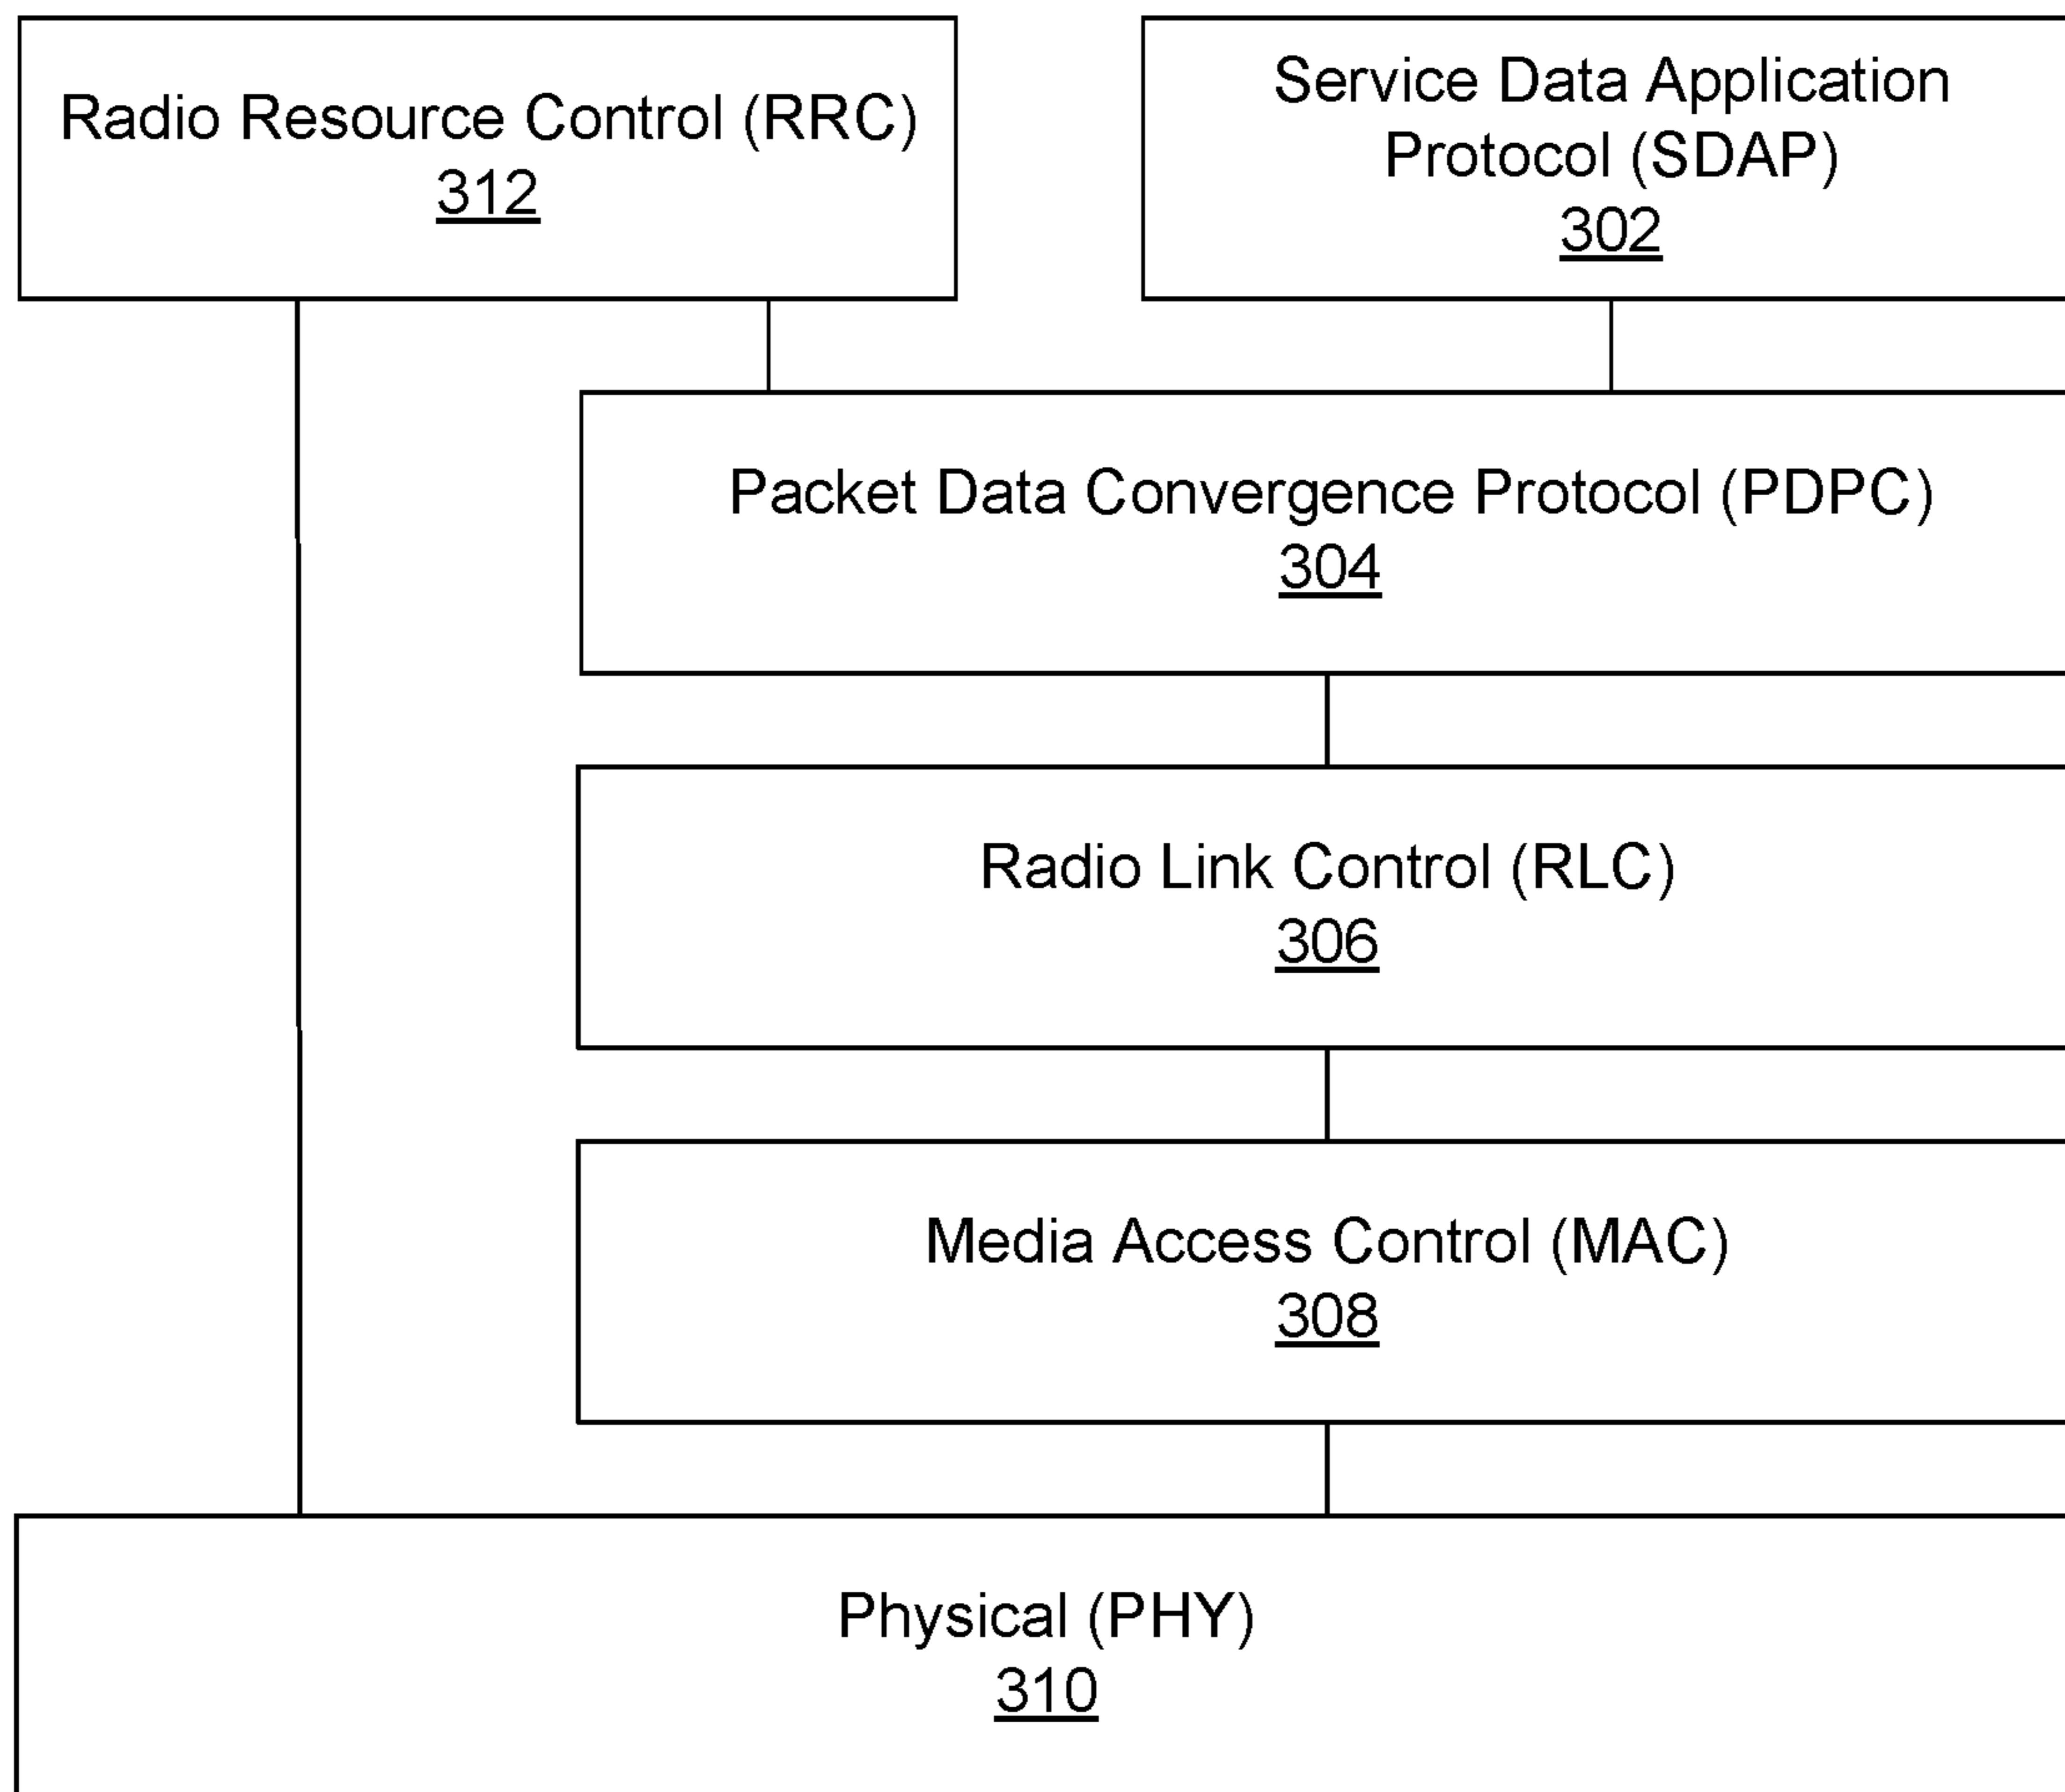 Radio Resource Control (RRC)
312
Service Data Application
Protocol (SDAP)
302
Packet Data Convergence Protocol (PDPC)
304
Radio Link Control (RLC)
306
Media Access Control (MAC)
308
Physical (PHY)
310